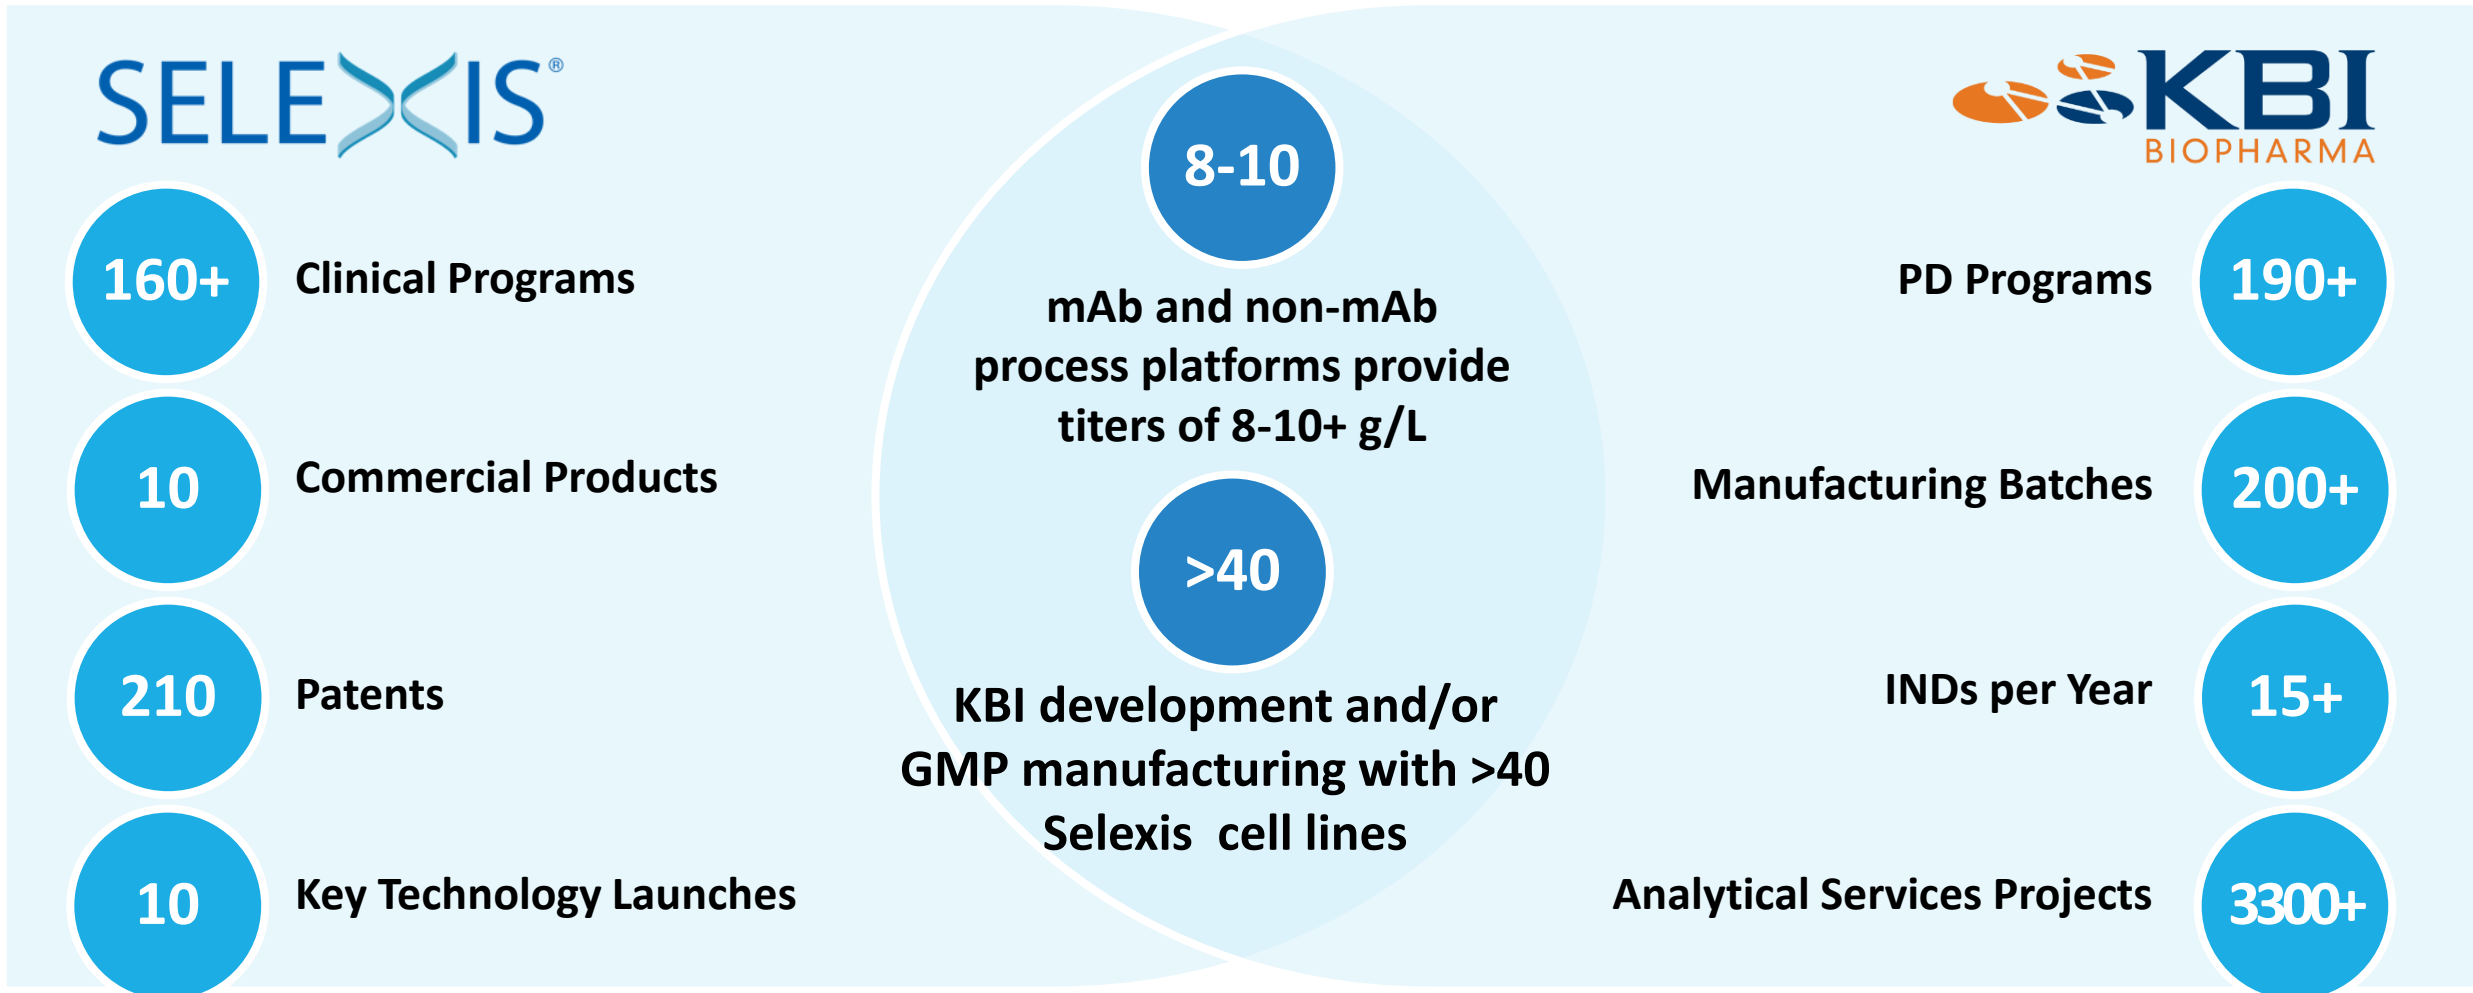 SELEXIS®
160+ Clinical Programs
10 Commercial Products
210 Patents
10 Key Technology Launches
8-10
mAb and non-mAb
process platforms provide
titers of 8-10+ g/L
>40
KBI development and/or
GMP manufacturing with >40
Selexis  cell lines
KBI
BIOPHARMA
PD Programs 190+
Manufacturing Batches 200+
INDs per Year 15+
Analytical Services Projects 3300+